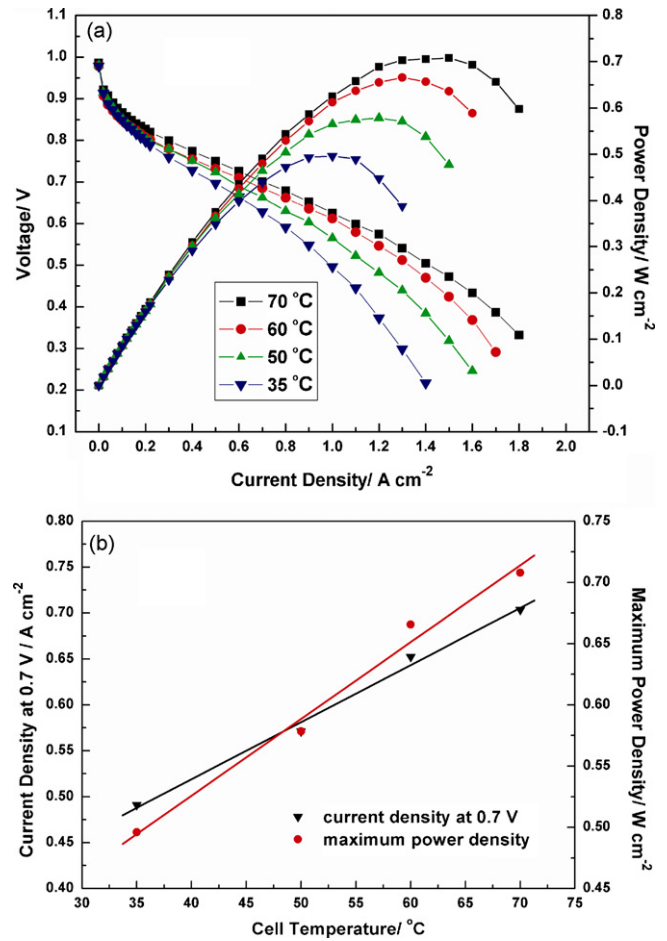 (a)
Voltage/ V
1.1
1.0
0.9
0.8
0.7
0.6
0.5
0.4
0.3
0.2
0.1
0.8
0.7
0.6
0.5
0.4
0.3
0.2
0.1
0.0
-0.1
Power Density/ W cm⁻²
70 °C
60 °C
50 °C
35 °C
0.0 0.2 0.4 0.6 0.8 1.0 1.2 1.4 1.6 1.8 2.0
Current Density/ A cm⁻²
(b)
Current Density at 0.7 V / A cm⁻²
0.80
0.75
0.70
0.65
0.60
0.55
0.50
0.45
0.40
0.75
0.70
0.65
0.60
0.55
0.50
0.45
Maximum Power Density/ W cm⁻²
current density at 0.7 V
maximum power density
30 35 40 45 50 55 60 65 70 75
Cell Temperature/ °C